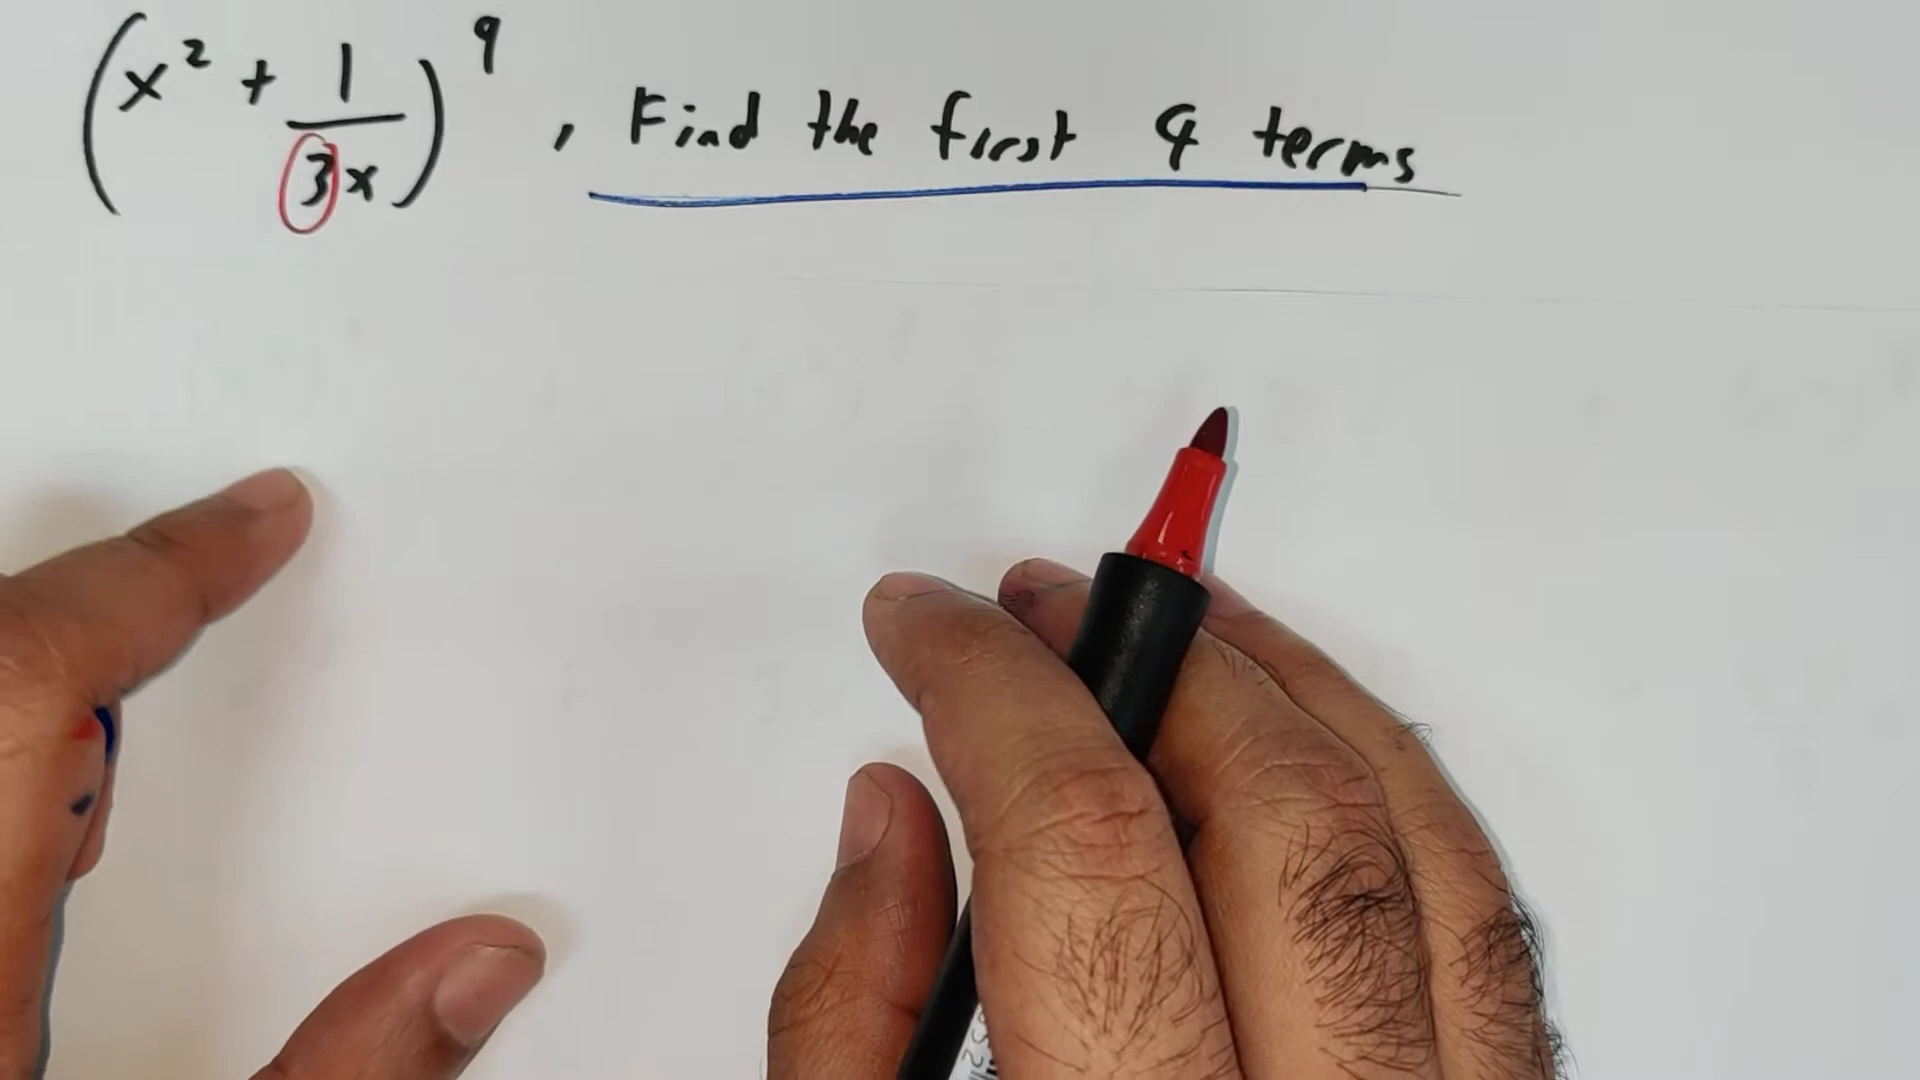 (x² + 1/3x)⁹, Find the first 4 terms